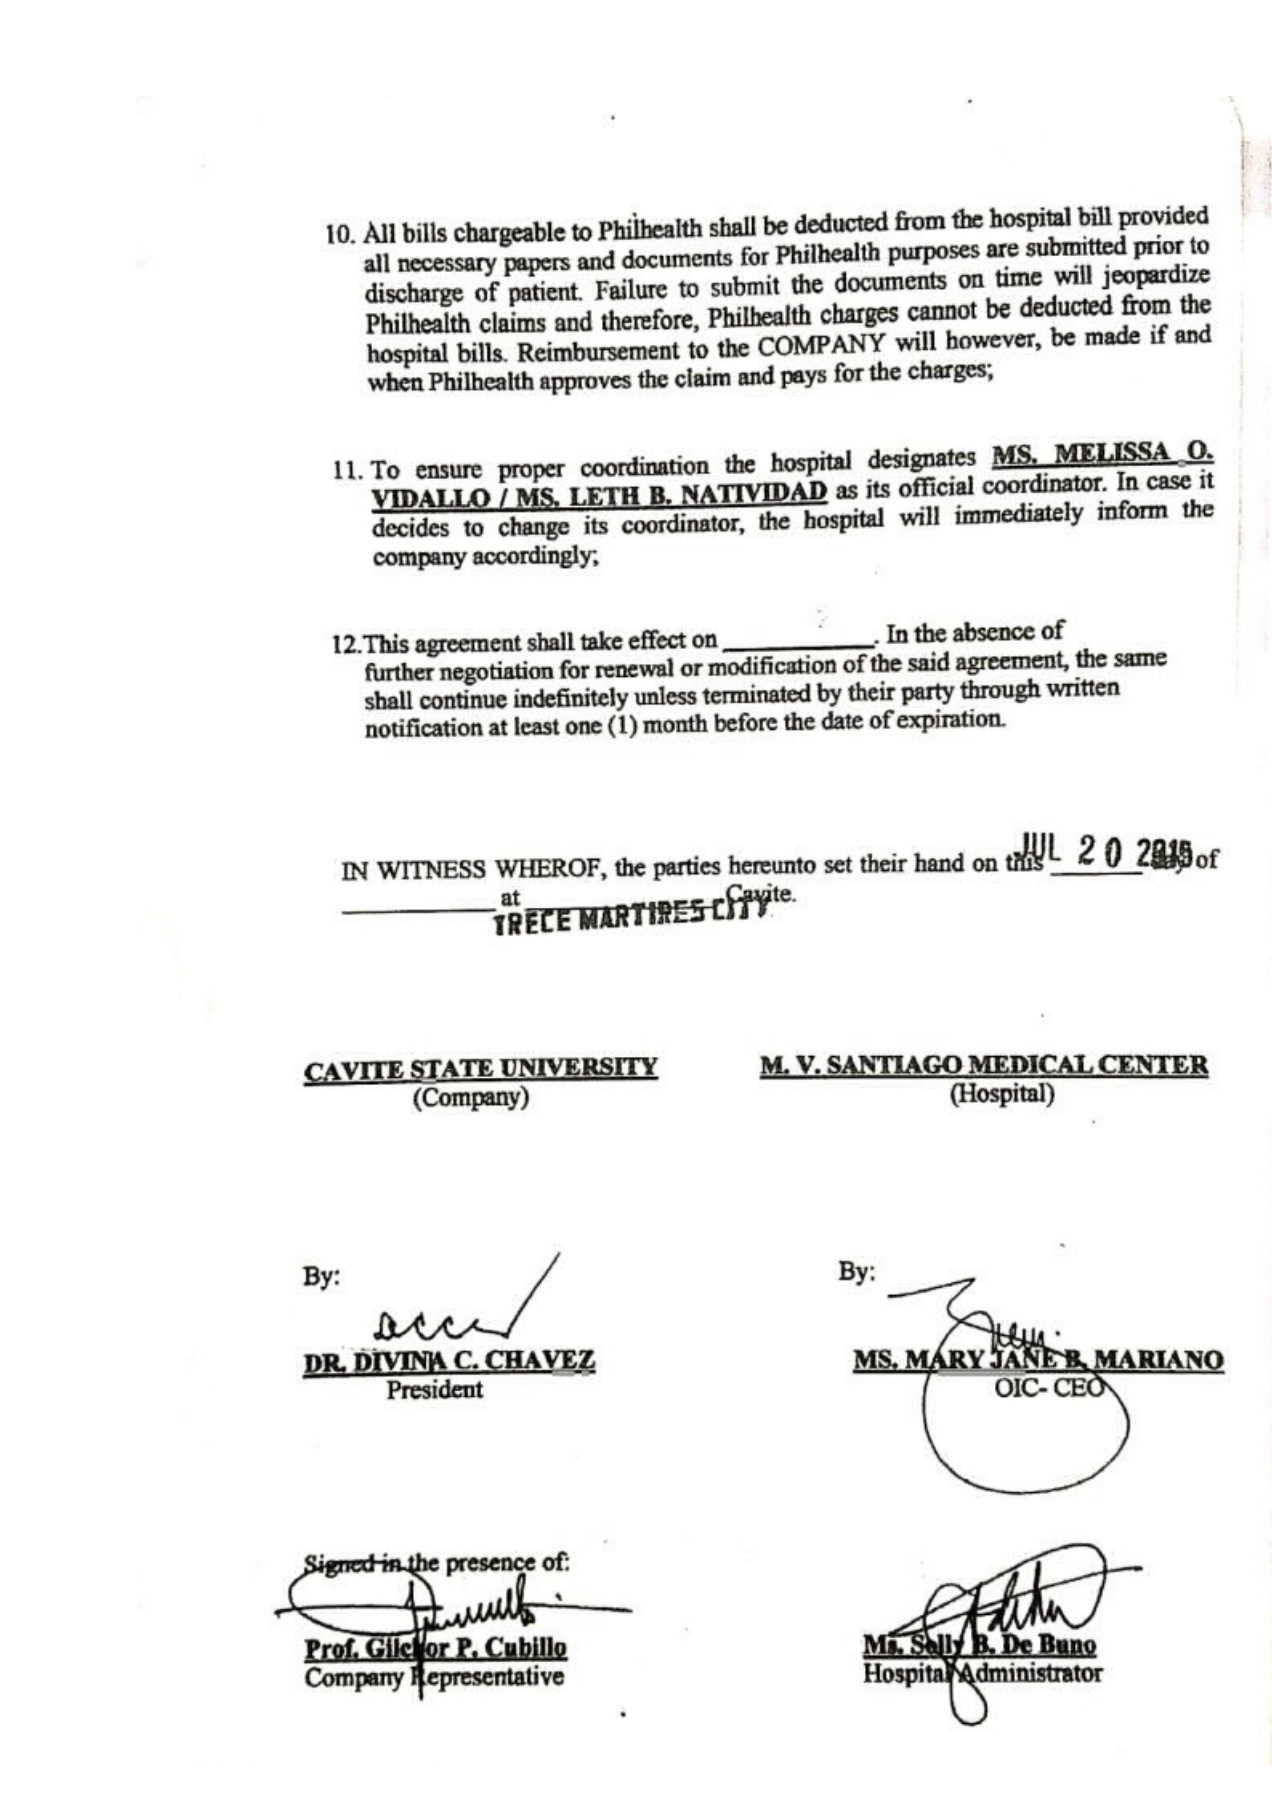 10. All bills chargeable to Philhealth shall be deducted from the hospital bill provided
all necessary papers and documents for Philhealth purposes are submitted prior to
discharge of patient. Failure to submit the documents on time will jeopardize
Philhealth claims and therefore, Philhealth charges cannot be deducted from the
hospital bills. Reimbursement to the COMPANY will however, be made if and
when Philhealth approves the claim and pays for the charges;
11. To ensure proper coordination the hospital designates MS. MELISSA O.
VIDALLO / MS. LETH B. NATIVIDAD as its official coordinator. In case it
decides to change its coordinator, the hospital will immediately inform the
company accordingly;
12. This agreement shall take effect on ___________. In the absence of
further negotiation for renewal or modification of the said agreement, the same
shall continue indefinitely unless terminated by their party through written
notification at least one (1) month before the date of expiration.
IN WITNESS WHEROF, the parties hereunto set their hand on this JUL 20 of
___________ at ___________ Cavite.
TRECE MARTIRES CITY
CAVITE STATE UNIVERSITY M. V. SANTIAGO MEDICAL CENTER
(Company) (Hospital)
By: By:
DR. DIVINA C. CHAVEZ MS. MARY JANE B. MARIANO
President OIC- CEO
Signed in the presence of:
Prof. Gilchor P. Cubillo Ms. Selly B. De Buno
Company Representative Hospital Administrator